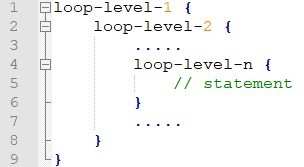 1 loop-level-1 {
2 loop-level-2 {
3 .....
4 loop-level-n {
5 // statement
6 }
7 .....
8 }
9 }